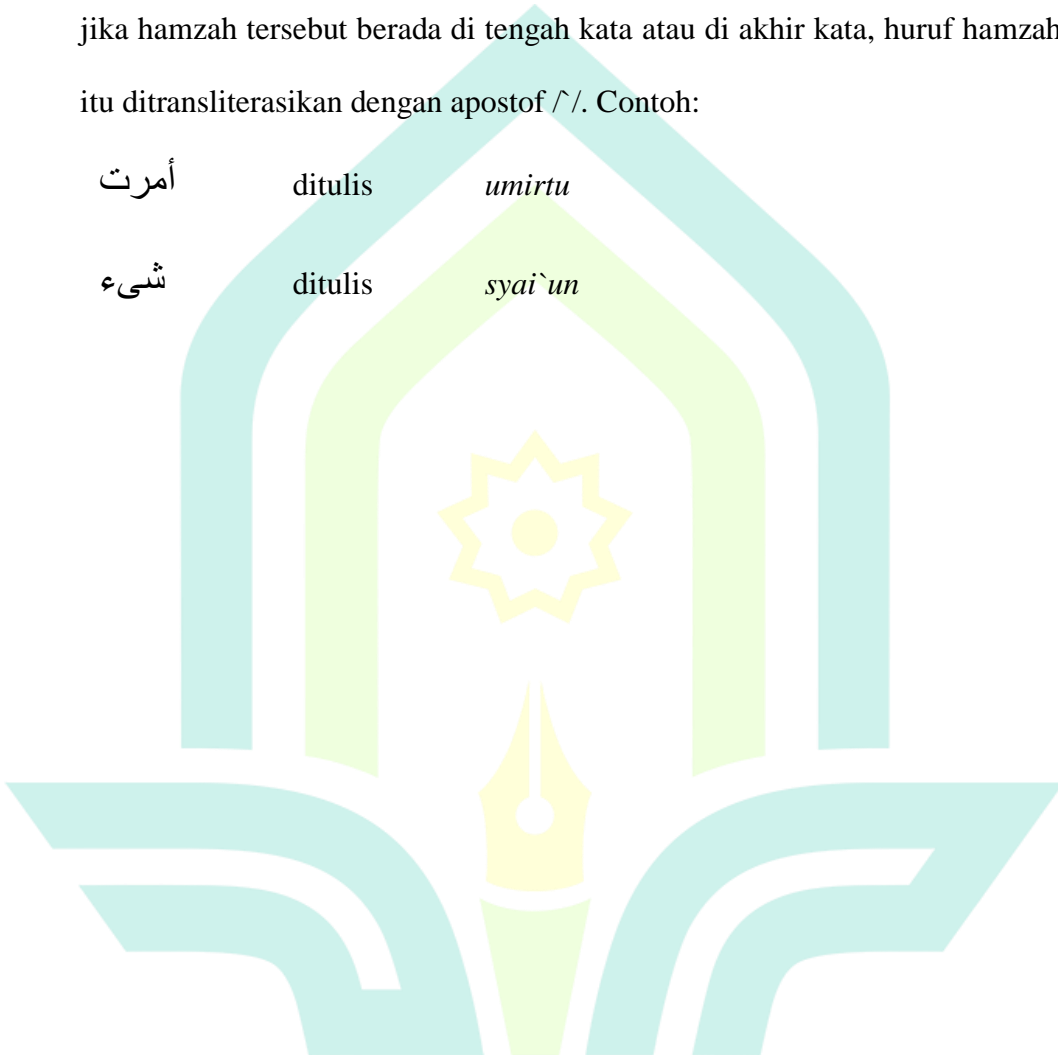 jika hamzah tersebut berada di tengah kata atau di akhir kata, huruf hamzah
itu ditransliterasikan dengan apostof /`/. Contoh:
أمرت ditulis umirtu
شىء ditulis syai`un